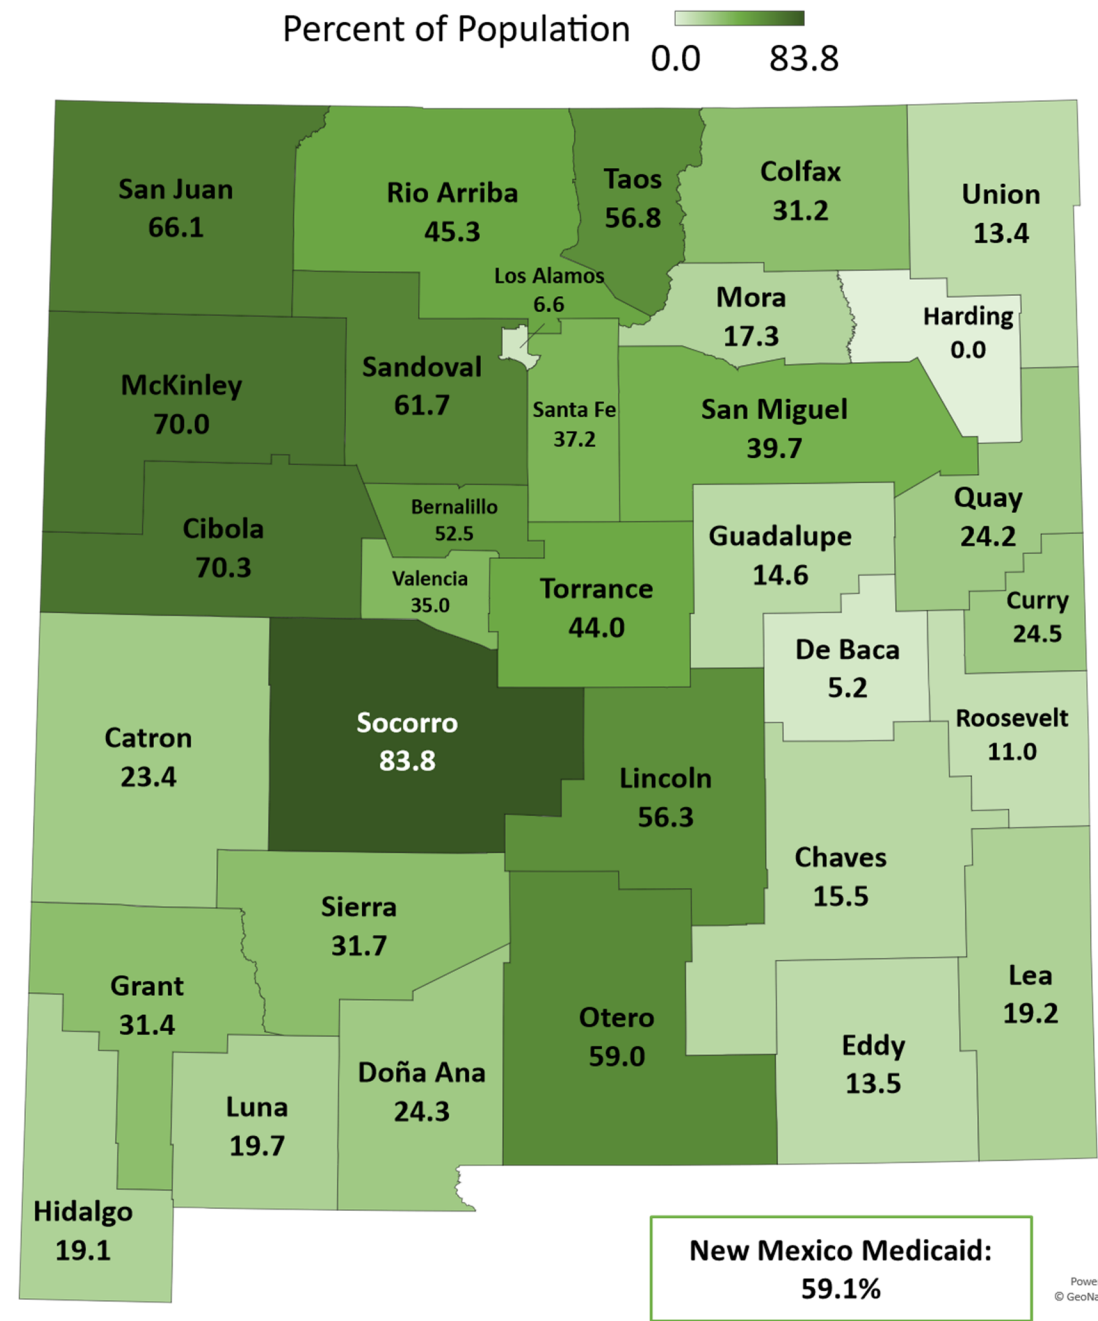 Percent of Population
0.0 83.8
San Juan
66.1
Rio Arriba
45.3
Taos
56.8
Colfax
31.2
Union
13.4
Los Alamos
6.6
Mora
17.3
Harding
0.0
McKinley
70.0
Sandoval
61.7
Santa Fe
37.2
San Miguel
39.7
Quay
24.2
Cibola
70.3
Bernalillo
52.5
Guadalupe
14.6
Valencia
35.0
Torrance
44.0
Curry
24.5
De Baca
5.2
Roosevelt
11.0
Catron
23.4
Socorro
83.8
Lincoln
56.3
Chaves
15.5
Sierra
31.7
Grant
31.4
Otero
59.0
Lea
19.2
Eddy
13.5
Doña Ana
24.3
Luna
19.7
Hidalgo
19.1
New Mexico Medicaid:
59.1%
Powe
© GeoNa